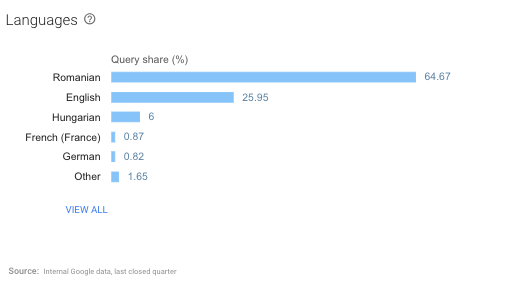 Languages ?
Query share (%)
Romanian 64.67
English 25.95
Hungarian 6
French (France) 0.87
German 0.82
Other 1.65
VIEW ALL
Source: Internal Google data, last closed quarter